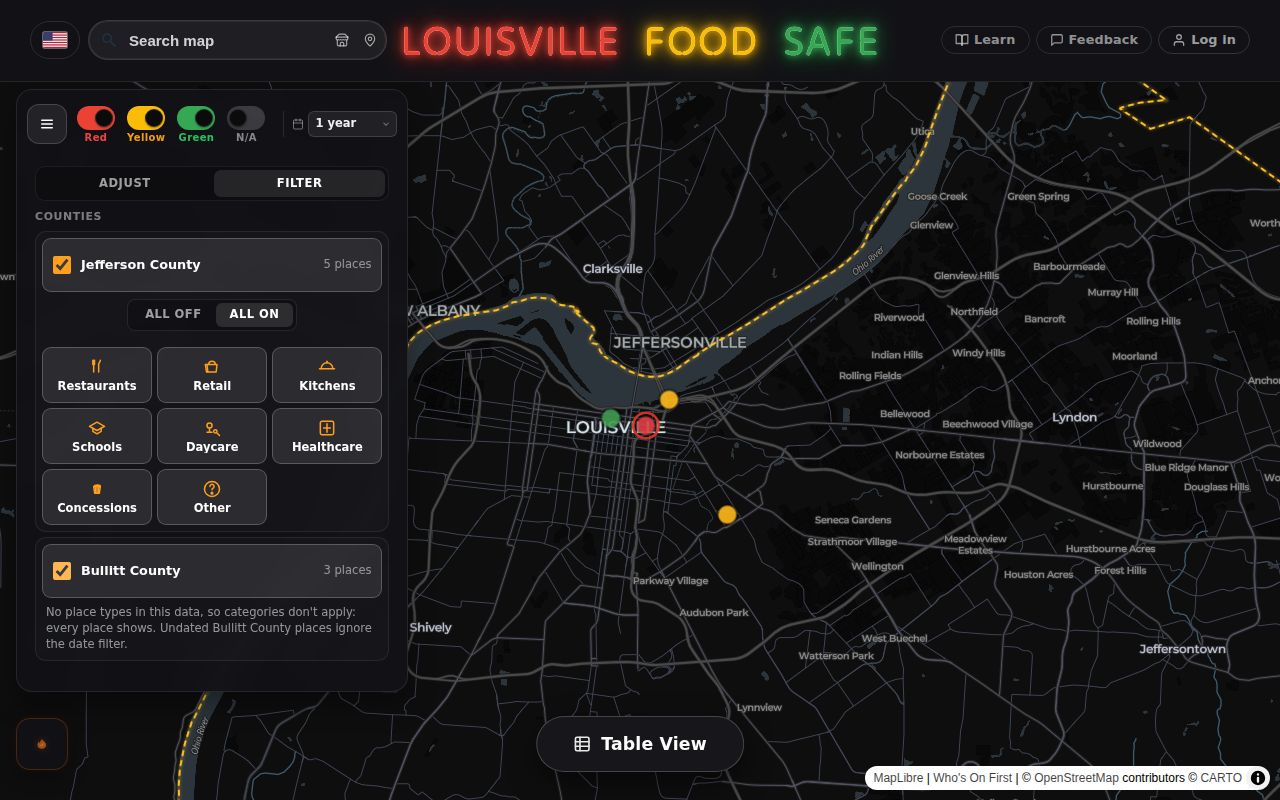 Search map
LOUISVILLE FOOD SAFE
Learn
Feedback
Log In
Red
Yellow
Green
N/A
1 year
ADJUST
FILTER
COUNTIES
Jefferson County
5 places
ALL OFF
ALL ON
Restaurants
Retail
Kitchens
Schools
Daycare
Healthcare
Concessions
Other
Bullitt County
3 places
No place types in this data, so categories don't apply:
every place shows. Undated Bullitt County places ignore
the date filter.
Utica
Goose Creek
Green Spring
Glenview
Ohio River
Clarksville
Glenview Hills
Barbourmeade
Murray Hill
ALBANY
Riverwood
Northfield
Bancroft
Rolling Hills
JEFFERSONVILLE
Indian Hills
Windy Hills
Moorland
Rolling Fields
Bellewood
Beechwood Village
Lyndon
LOUISVILLE
Norbourne Estates
Wildwood
Blue Ridge Manor
Hurstbourne
Douglass Hills
Seneca Gardens
Strathmoor Village
Meadowview
Estates
Hurstbourne Acres
Wellington
Houston Acres
Forest Hills
Parkway Village
Audubon Park
Shively
West Buechel
Watterson Park
Jeffersontown
Lynnview
Ohio River
Table View
MapLibre | Who's On First | © OpenStreetMap contributors © CARTO